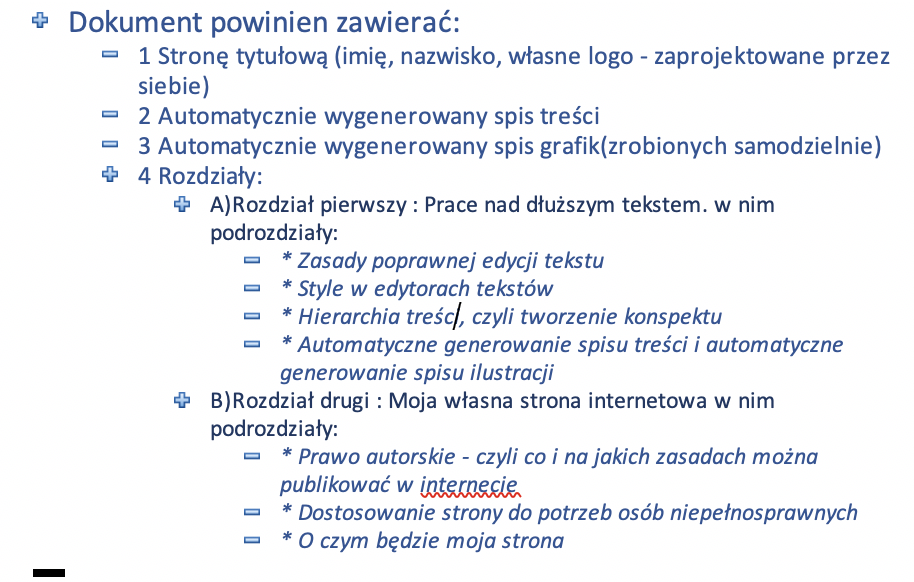 Dokument powinien zawierać:
1 Stronę tytułową (imię, nazwisko, własne logo - zaprojektowane przez
siebie)
2 Automatycznie wygenerowany spis treści
3 Automatycznie wygenerowany spis grafik(zrobionych samodzielnie)
4 Rozdziały:
A)Rozdział pierwszy : Prace nad dłuższym tekstem. w nim
podrozdziały:
* Zasady poprawnej edycji tekstu
* Style w edytorach tekstów
* Hierarchia treści, czyli tworzenie konspektu
* Automatyczne generowanie spisu treści i automatyczne
generowanie spisu ilustracji
B)Rozdział drugi : Moja własna strona internetowa w nim
podrozdziały:
* Prawo autorskie - czyli co i na jakich zasadach można
publikować w internecie
* Dostosowanie strony do potrzeb osób niepełnosprawnych
* O czym będzie moja strona